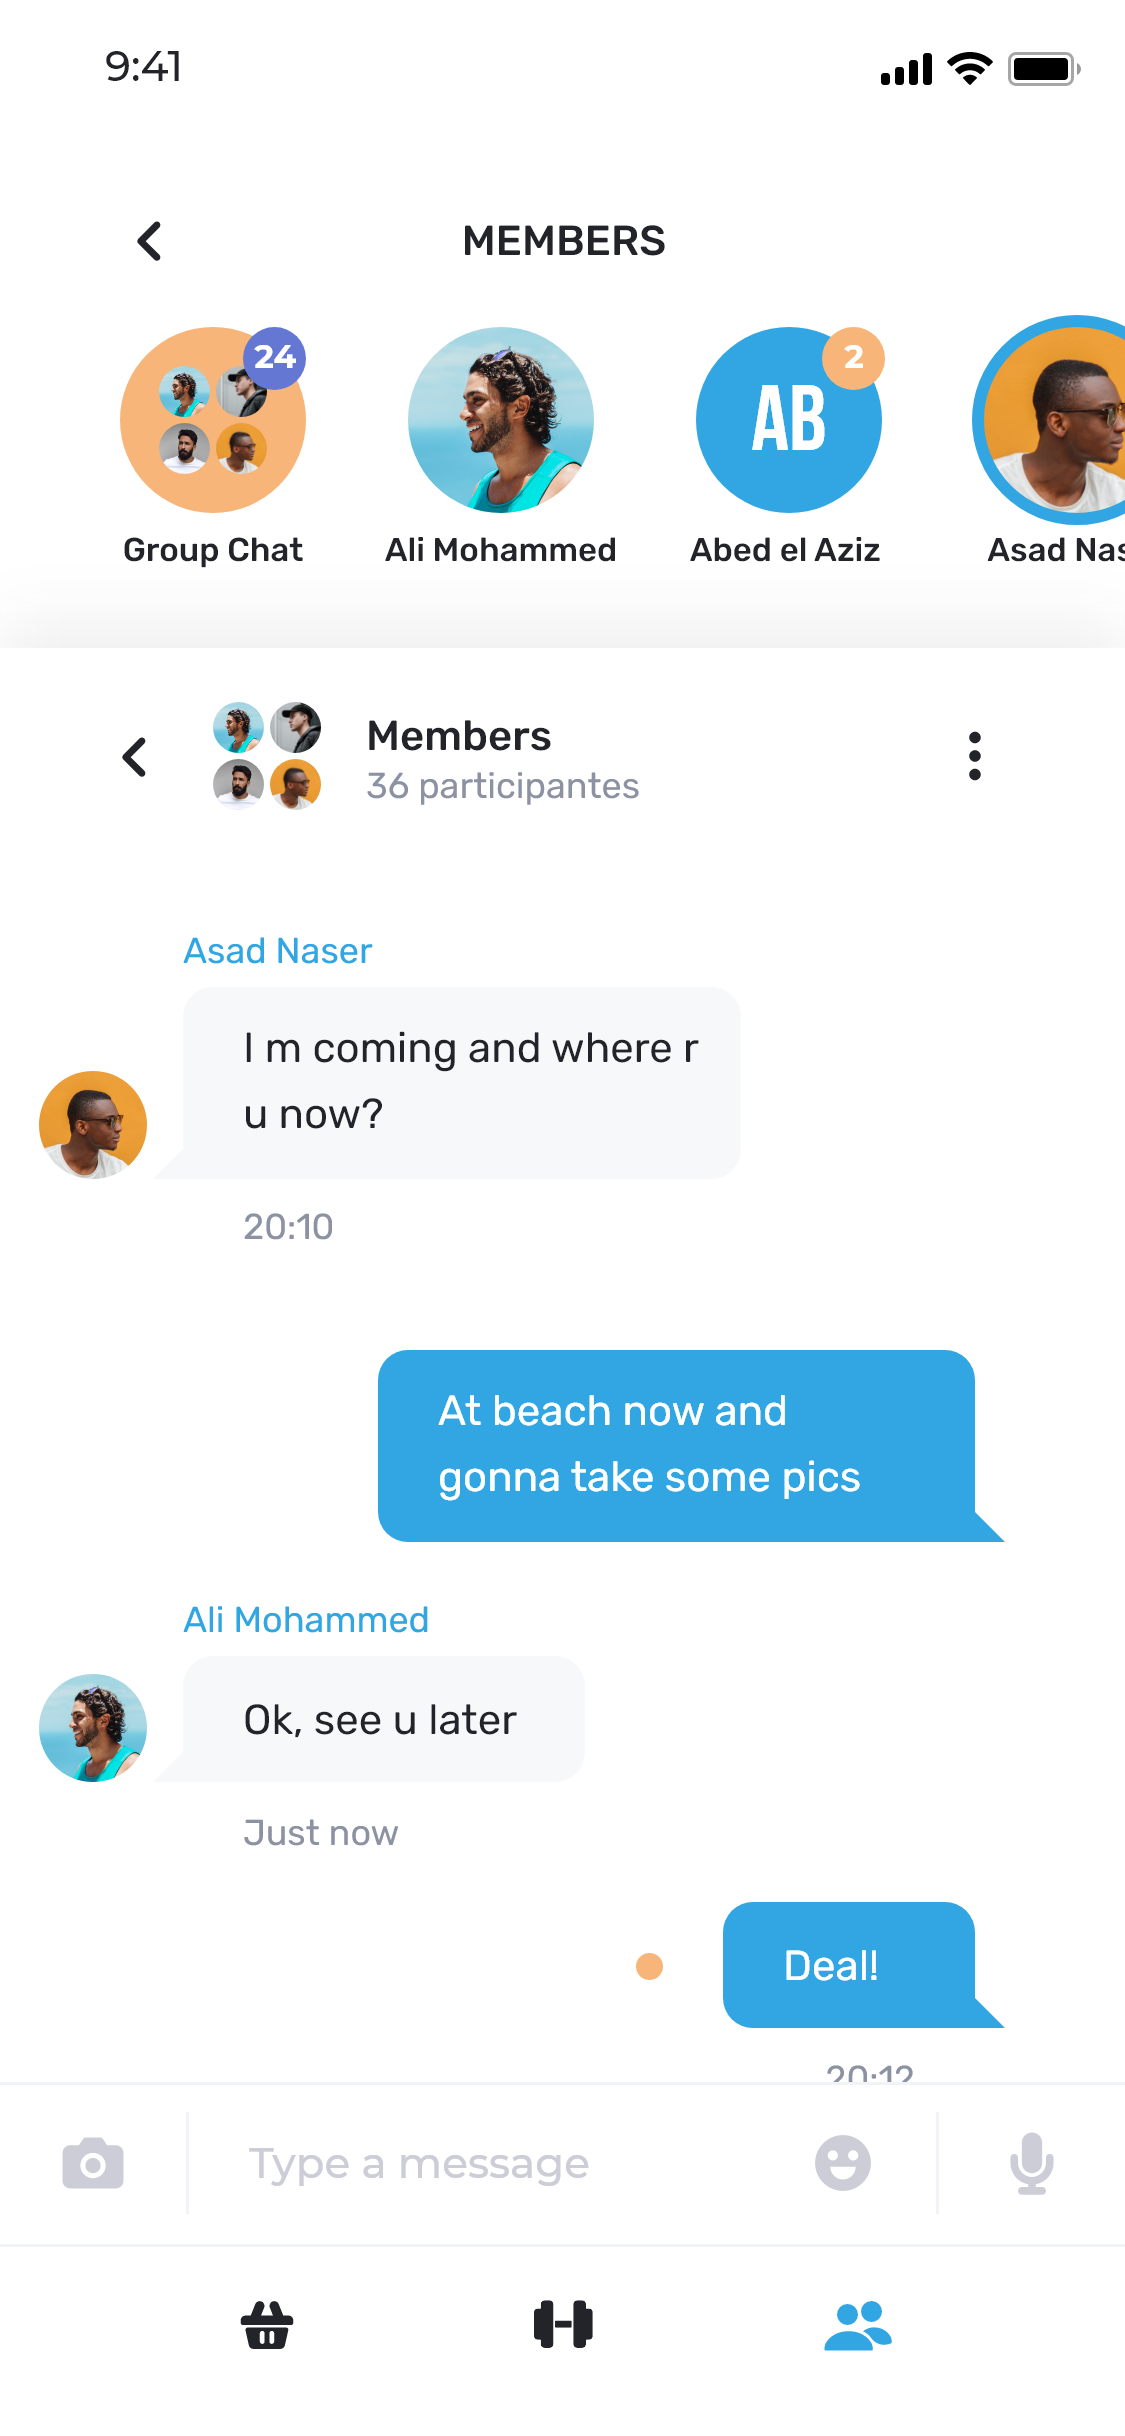 9:41
MEMBERS
24
2
AB
Group Chat
Ali Mohammed
Abed el Aziz
Asad Nas
Members
36 participantes
Asad Naser
I m coming and where r
u now?
20:10
At beach now and
gonna take some pics
Ali Mohammed
Ok, see u later
Just now
Deal!
20:12
Type a message